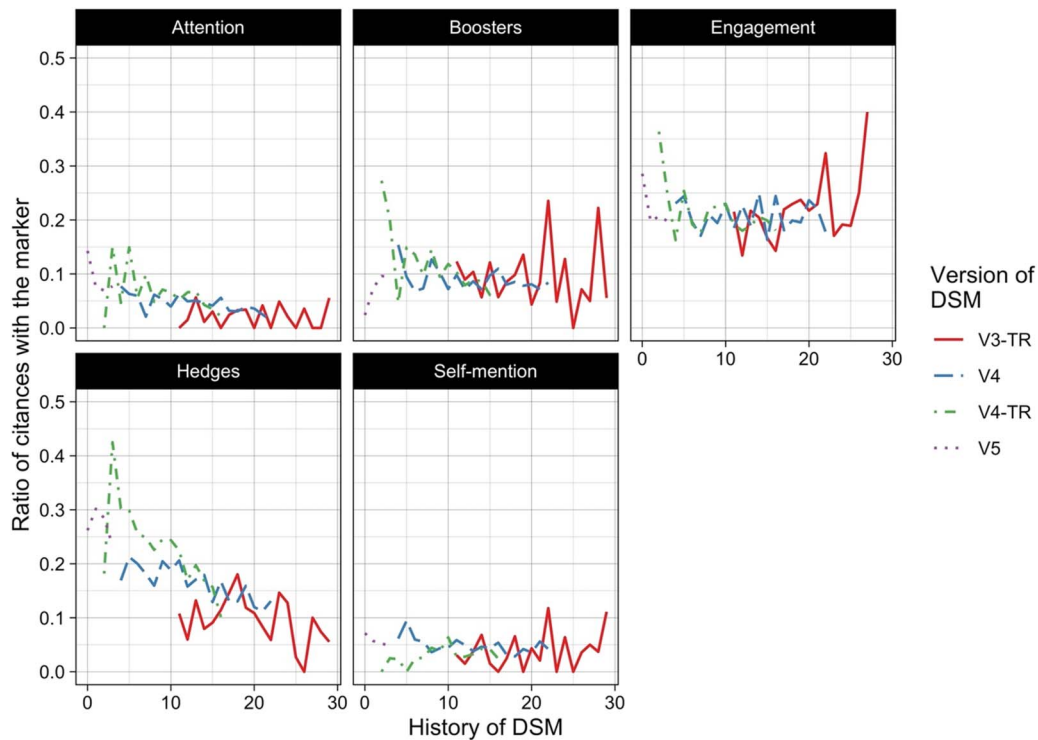 Attention
Boosters
Engagement
0.5
0.4
0.3
0.2
0.1
0.0
0 10 20 30
Hedges
Self-mention
0.5
0.4
0.3
0.2
0.1
0.0
0 10 20 30
0 10 20 30
Ratio of citances with the marker
History of DSM
Version of
DSM
V3-TR
V4
V4-TR
V5